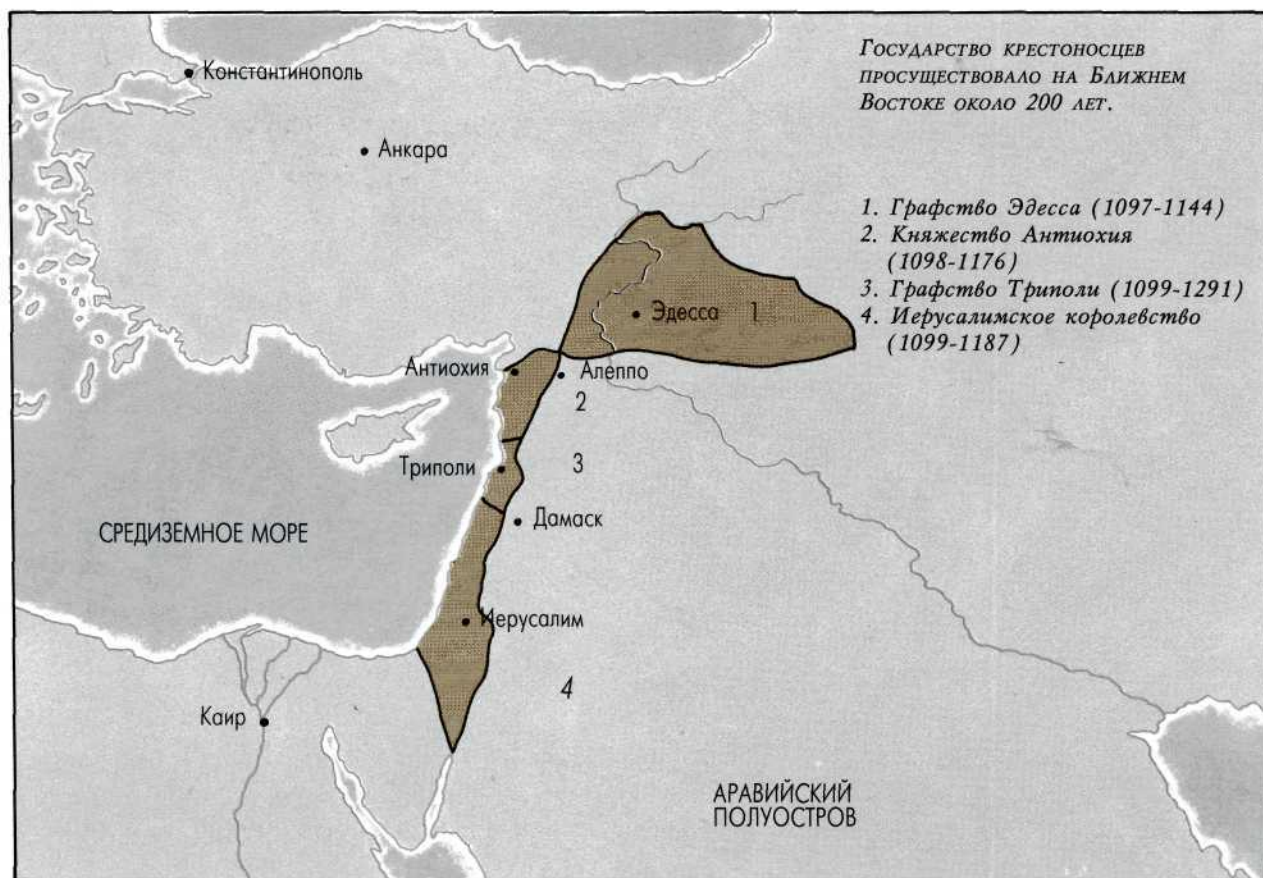 ГОСУДАРСТВО КРЕСТОНОСЦЕВ
ПРОСУЩЕСТВОВАЛО НА БЛИЖНЕМ
ВОСТОКЕ ОКОЛО 200 ЛЕТ.
1. Графство Эдесса (1097-1144)
2. Княжество Антиохия
(1098-1176)
3. Графство Триполи (1099-1291)
4. Иерусалимское королевство
(1099-1187)
Константинополь
Анкара
Эдесса 1
Антиохия
Алеппо
2
Триполи
3
Дамаск
СРЕДИЗЕМНОЕ МОРЕ
Иерусалим
4
Каир
АРАВИЙСКИЙ
ПОЛУОСТРОВ